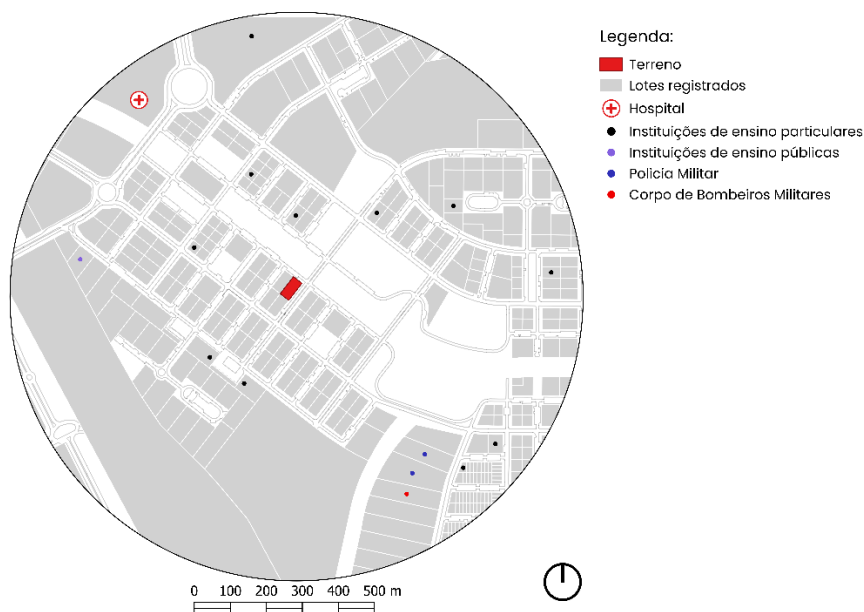 Legenda:
Terreno
Lotes registrados
Hospital
Instituições de ensino particulares
Instituições de ensino públicas
Polícia Militar
Corpo de Bombeiros Militares
0 100 200 300 400 500 m